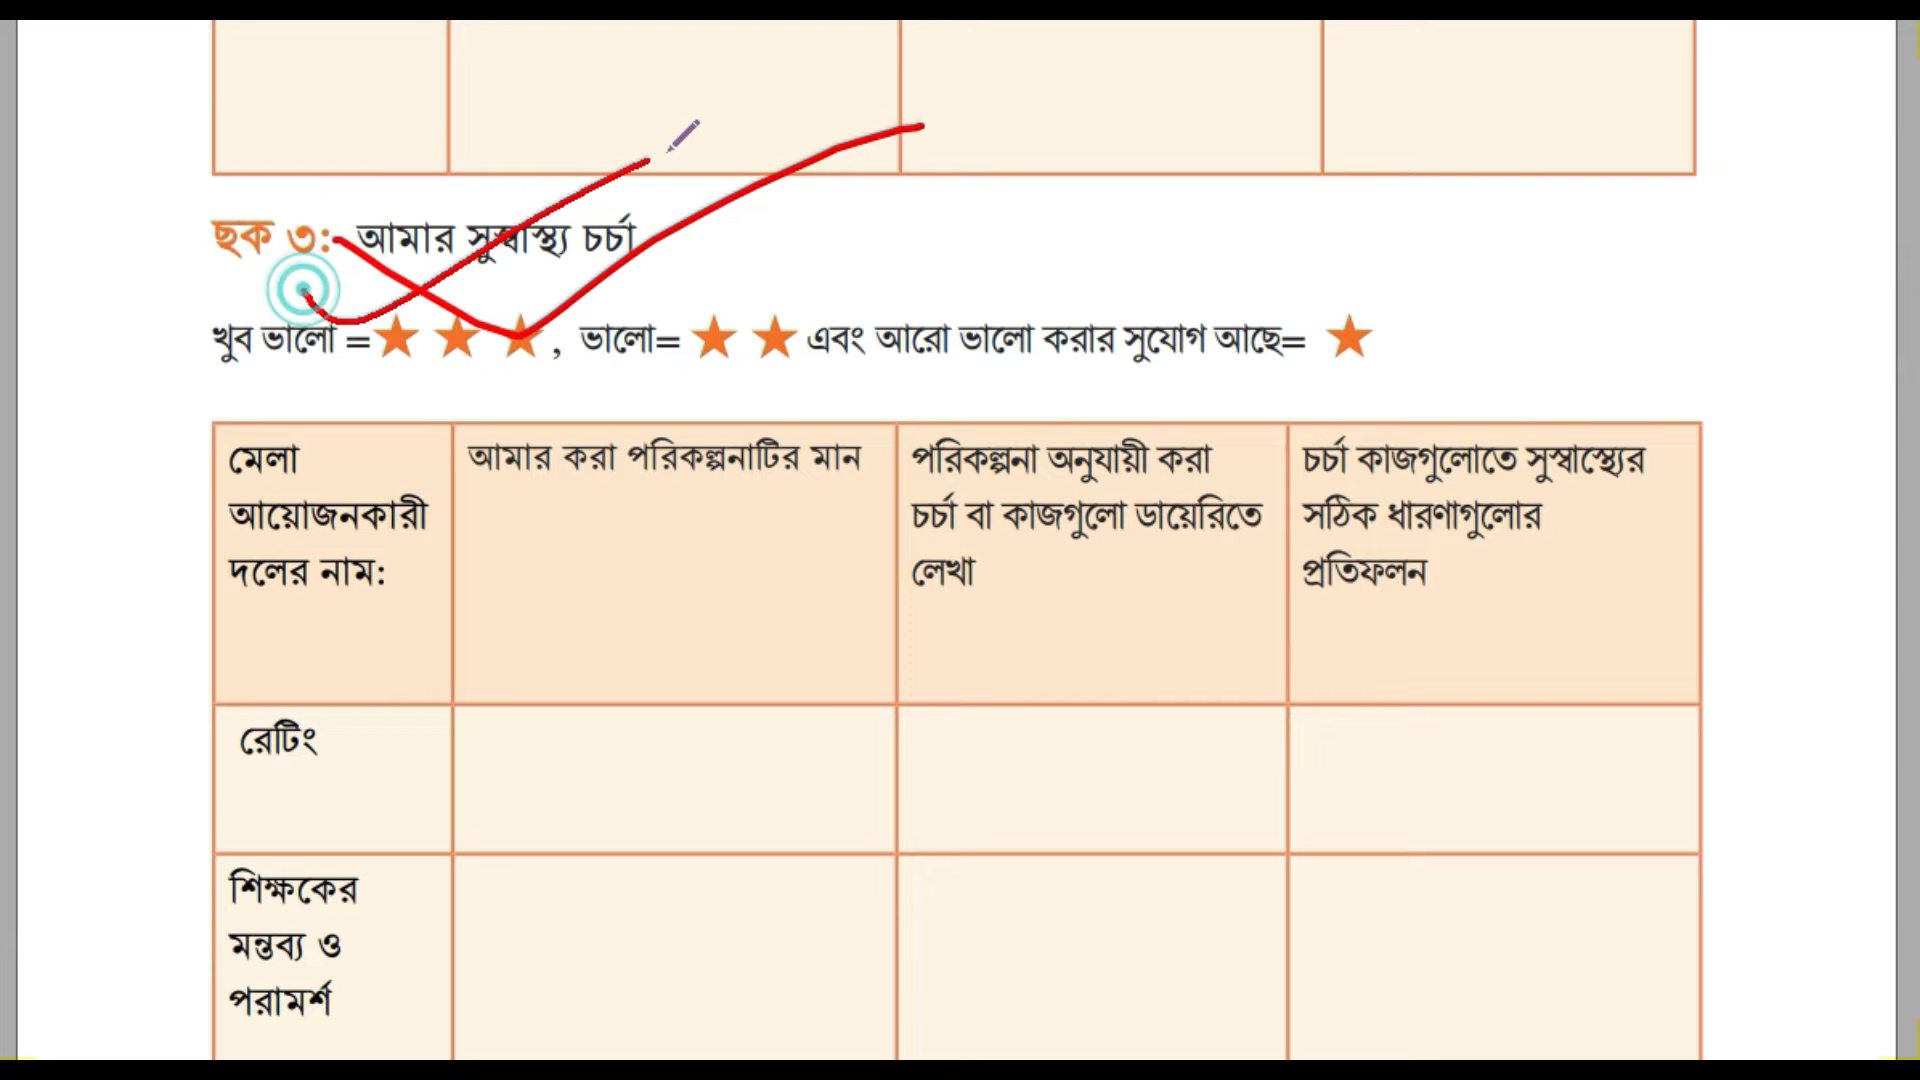 ছক ৩: আমার সুস্বাস্থ্য চর্চা
খুব ভালো =★ ★ ★, ভালো= ★ ★ এবং আরো ভালো করার সুযোগ আছে= ★
মেলা আয়োজনকারী দলের নাম:
আমার করা পরিকল্পনাটির মান
পরিকল্পনা অনুযায়ী করা চর্চা বা কাজগুলো ডায়েরিতে লেখা
চর্চা কাজগুলোতে সুস্বাস্থ্যের সঠিক ধারণাগুলোর প্রতিফলন
রেটিং
শিক্ষকের মন্তব্য ও পরামর্শ